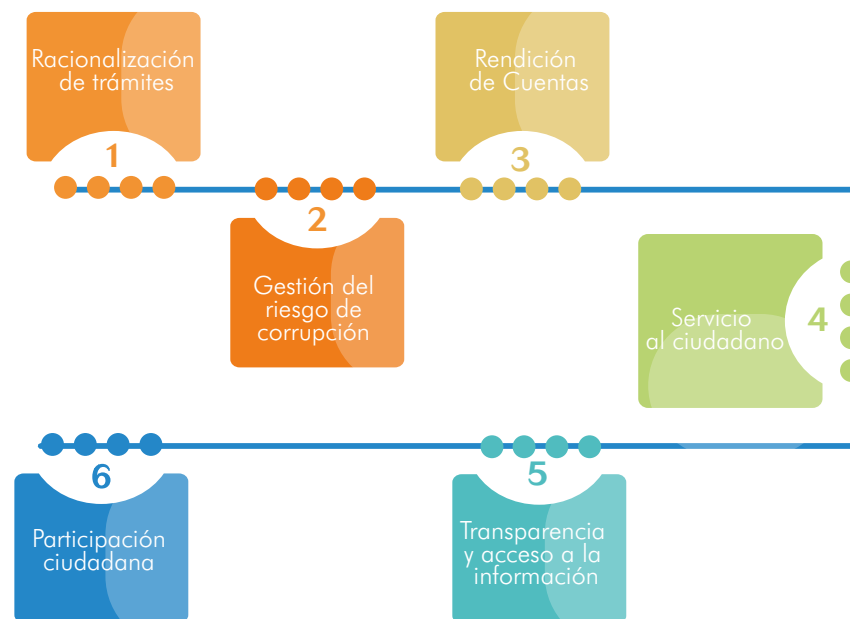 Racionalización
de trámites
1
2
Gestión del
riesgo de
corrupción
Rendición
de Cuentas
3
Servicio
al ciudadano
4
5
Transparencia
y acceso a la
información
6
Participación
ciudadana